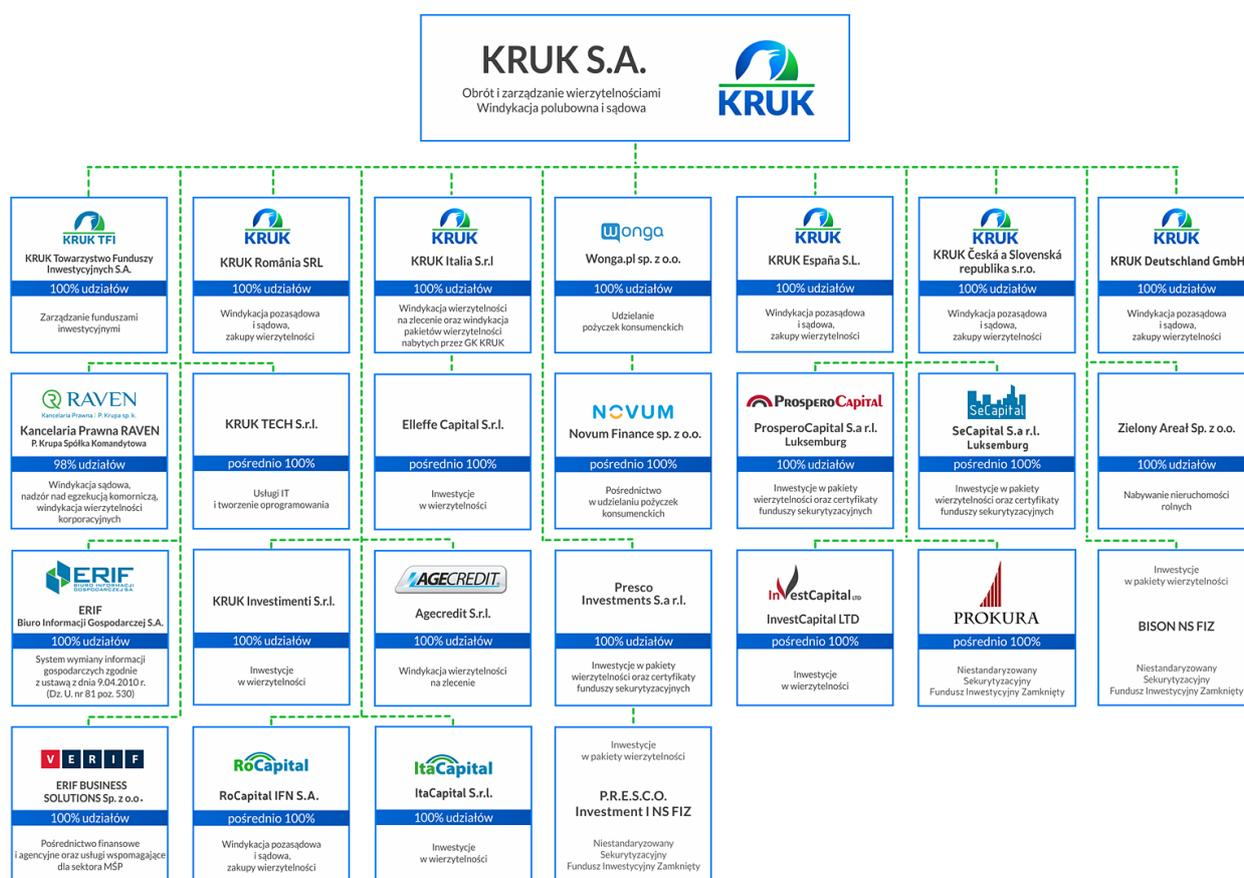 KRUK S.A.
Obrót i zarządzanie wierzytelnościami
Windykacja polubowna i sądowa
KRUK
KRUK TFI
KRUK Towarzystwo Funduszy
Inwestycyjnych S.A.
100% udziałów
Zarządzanie funduszami
inwestycyjnymi
KRUK
KRUK România SRL
100% udziałów
Windykacja pozasądowa
i sądowa,
zakupy wierzytelności
KRUK
KRUK Italia S.r.l
100% udziałów
Windykacja wierzytelności
na zlecenie oraz windykacja
pakietów wierzytelności
nabytych przez GK KRUK
wonga
Wonga.pl sp. z o.o.
100% udziałów
Udzielanie
pożyczek konsumenckich
KRUK
KRUK España S.L.
100% udziałów
Windykacja pozasądowa
i sądowa,
zakupy wierzytelności
KRUK
KRUK Česká a Slovenská
republika s.r.o.
100% udziałów
Windykacja pozasądowa
i sądowa,
zakupy wierzytelności
KRUK
KRUK Deutschland GmbH
100% udziałów
Windykacja pozasądowa
i sądowa,
zakupy wierzytelności
RAVEN
Kancelaria Prawna | P. Krupa sp. k.
Kancelaria Prawna RAVEN
P. Krupa Spółka Komandytowa
98% udziałów
Windykacja sądowa,
nadzór nad egzekucją komorniczą,
windykacja wierzytelności
korporacyjnych
KRUK TECH S.r.l.
pośrednio 100%
Usługi IT
i tworzenie oprogramowania
Elleffe Capital S.r.l.
pośrednio 100%
Inwestycje
w wierzytelności
NOVUM
Novum Finance sp. z o.o.
pośrednio 100%
Pośrednictwo
w udzielaniu pożyczek
konsumenckich
PROSPEROCAPITAL
ProsperoCapital S.a r.l.
Luksemburg
100% udziałów
Inwestycje w pakiety
wierzytelności oraz certyfikaty
funduszy sekurytyzacyjnych
SeCapital
SeCapital S.a r.l.
Luksemburg
pośrednio 100%
Inwestycje w pakiety
wierzytelności oraz certyfikaty
funduszy sekurytyzacyjnych
Zielony Areał Sp. z o.o.
100% udziałów
Nabywanie nieruchomości
rolnych
ERIF
BIURO INFORMACJI
GOSPODARCZEJ S.A.
ERIF
Biuro Informacji Gospodarczej S.A.
100% udziałów
System wymiany informacji
gospodarczych zgodnie
z ustawą z dnia 9.04.2010 r.
(Dz. U. nr 81 poz. 530)
KRUK Investimenti S.r.l.
100% udziałów
Inwestycje
w wierzytelności
AGECREDIT
Agecredit S.r.l.
100% udziałów
Windykacja wierzytelności
na zlecenie
Presco
Investments S.a r.l.
100% udziałów
Inwestycje w pakiety
wierzytelności oraz certyfikaty
funduszy sekurytyzacyjnych
InVestCapital LTD
InvestCapital LTD
pośrednio 100%
Inwestycje
w wierzytelności
PROKURA
pośrednio 100%
Niestandaryzowany
Sekurytyzacyjny
Fundusz Inwestycyjny Zamknięty
Inwestycje
w pakiety wierzytelności
BISON NS FIZ
Niestandaryzowany
Sekurytyzacyjny
Fundusz Inwestycyjny Zamknięty
VERIF
ERIF BUSINESS
SOLUTIONS Sp. z o.o.
100% udziałów
Pośrednictwo finansowe
i agencyjne oraz usługi wspomagające
dla sektora MŚP
RoCapital
RoCapital IFN S.A.
pośrednio 100%
Windykacja pozasądowa
i sądowa,
zakupy wierzytelności
ItaCapital
ItaCapital S.r.l.
100% udziałów
Inwestycje
w wierzytelności
Inwestycje
w pakiety wierzytelności
P.R.E.S.C.O.
Investment I NS FIZ
Niestandaryzowany
Sekurytyzacyjny
Fundusz Inwestycyjny Zamknięty